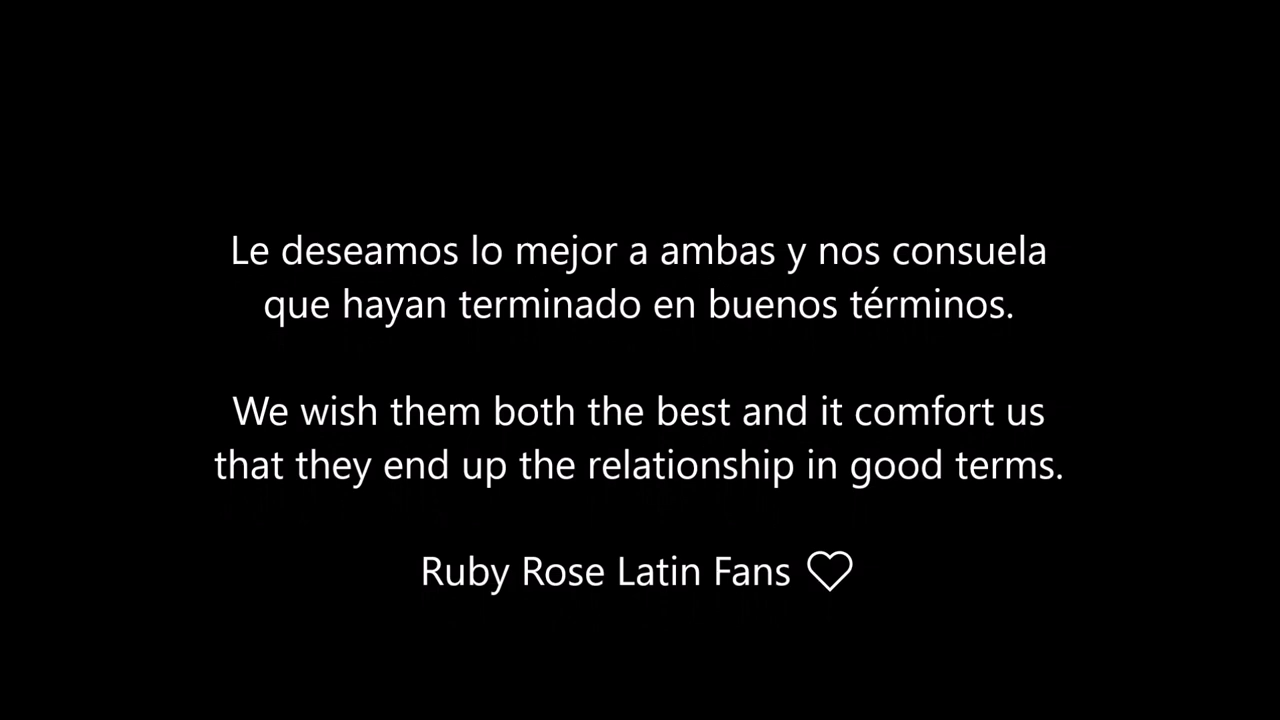 Le deseamos lo mejor a ambas y nos consuela
que hayan terminado en buenos términos.
We wish them both the best and it comfort us
that they end up the relationship in good terms.
Ruby Rose Latin Fans ♡